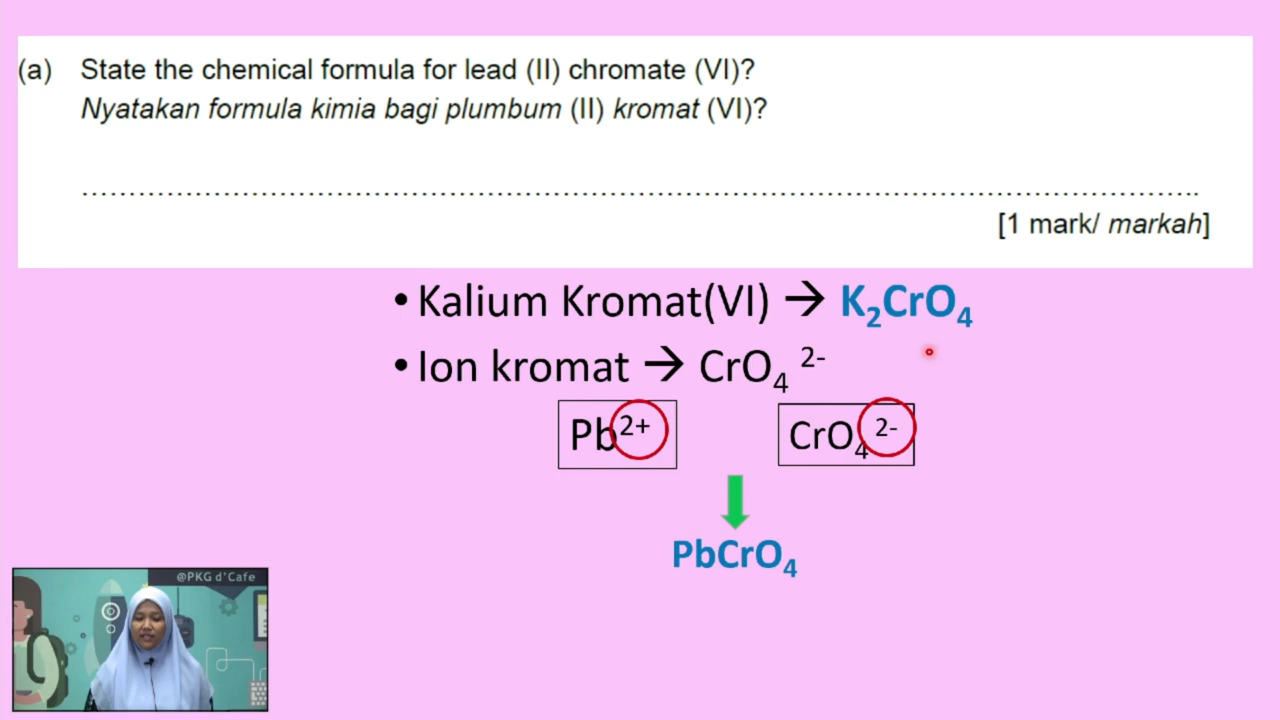 (a) State the chemical formula for lead (II) chromate (VI)?
Nyatakan formula kimia bagi plumbum (II) kromat (VI)?
........................................................................................................................
[1 mark/ markah]
• Kalium Kromat(VI) → K₂CrO₄
• Ion kromat → CrO₄ ²⁻
Pb²⁺ CrO₄ ²⁻
PbCrO₄
@PKG d'Cafe